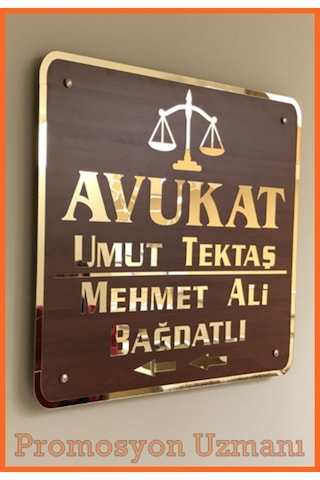 AVUKAT
UMUT TEKTAŞ
MEHMET ALİ
BAĞDATLI
Promosyon Uzmanı